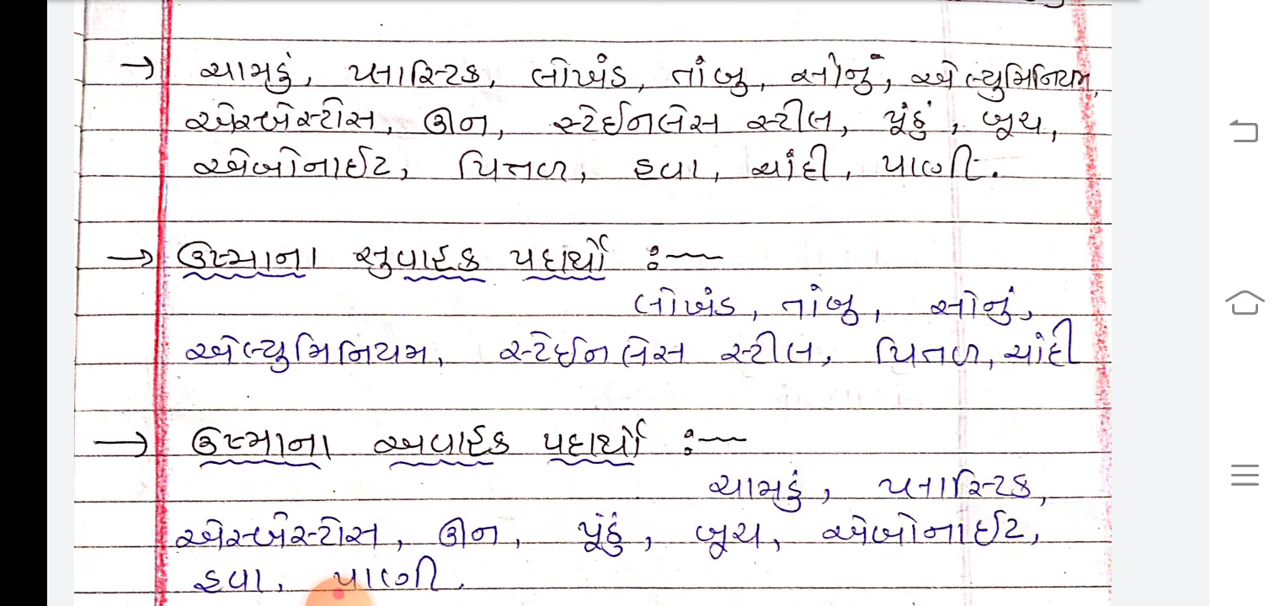 → ચામડું, પ્લાસ્ટિક, લોખંડ, તાંબુ, સોનું, એલ્યુમિનિયમ,
એસ્બેસ્ટોસ, ઊન, સ્ટેઈનલેસ સ્ટીલ, પૂંઠું, બૂચ,
એબોનાઈટ, પિત્તળ, હવા, ચાંદી, પાણી.
→ ઉષ્માના સુવાહક પદાર્થો :—
લોખંડ, તાંબુ, સોનું,
એલ્યુમિનિયમ, સ્ટેઈનલેસ સ્ટીલ, પિત્તળ, ચાંદી
→ ઉષ્માના અવાહક પદાર્થો :—
ચામડું, પ્લાસ્ટિક,
એસ્બેસ્ટોસ, ઊન, પૂંઠું, બૂચ, એબોનાઈટ,
હવા, પાણી.